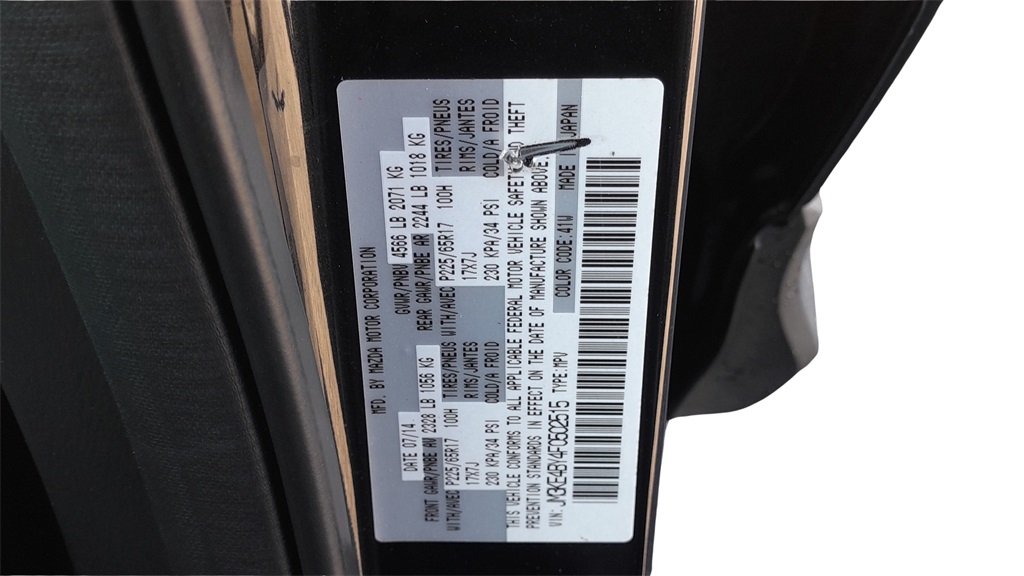 MFD. BY MAZDA MOTOR CORPORATION
DATE 07/14 GVWR/PNBV 4566 LB 2071 KG
FRONT GAWR/PNBE AV 2328 LB 1056 KG REAR GAWR/PNBE AR 2244 LB 1018 KG
WITH/AVEC P225/65R17 100H TIRES/PNEUS WITH/AVEC P225/65R17 100H TIRES/PNEUS
17X7J RIMS/JANTES 17X7J RIMS/JANTES
230 KPA/34 PSI COLD/A FROID 230 KPA/34 PSI COLD/A FROID
THIS VEHICLE CONFORMS TO ALL APPLICABLE FEDERAL MOTOR VEHICLE SAFETY THEFT
PREVENTION STANDARDS IN EFFECT ON THE DATE OF MANUFACTURE SHOWN ABOVE.
VIN: JM3KE4BY4F0502515 TYPE:MPV COLOR CODE:41W MADE JAPAN